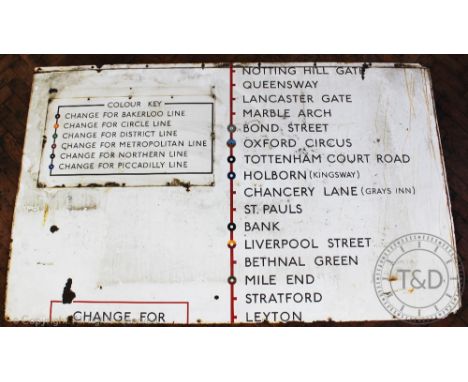 COLOUR KEY
CHANGE FOR BAKERLOO LINE
CHANGE FOR CIRCLE LINE
CHANGE FOR DISTRICT LINE
CHANGE FOR METROPOLITAN LINE
CHANGE FOR NORTHERN LINE
CHANGE FOR PICCADILLY LINE
CHANGE FOR
NOTTING HILL GATE
QUEENSWAY
LANCASTER GATE
MARBLE ARCH
BOND STREET
OXFORD CIRCUS
TOTTENHAM COURT ROAD
HOLBORN (KINGSWAY)
CHANCERY LANE (GRAYS INN)
ST. PAULS
BANK
LIVERPOOL STREET
BETHNAL GREEN
MILE END
STRATFORD
LEYTON
T&D